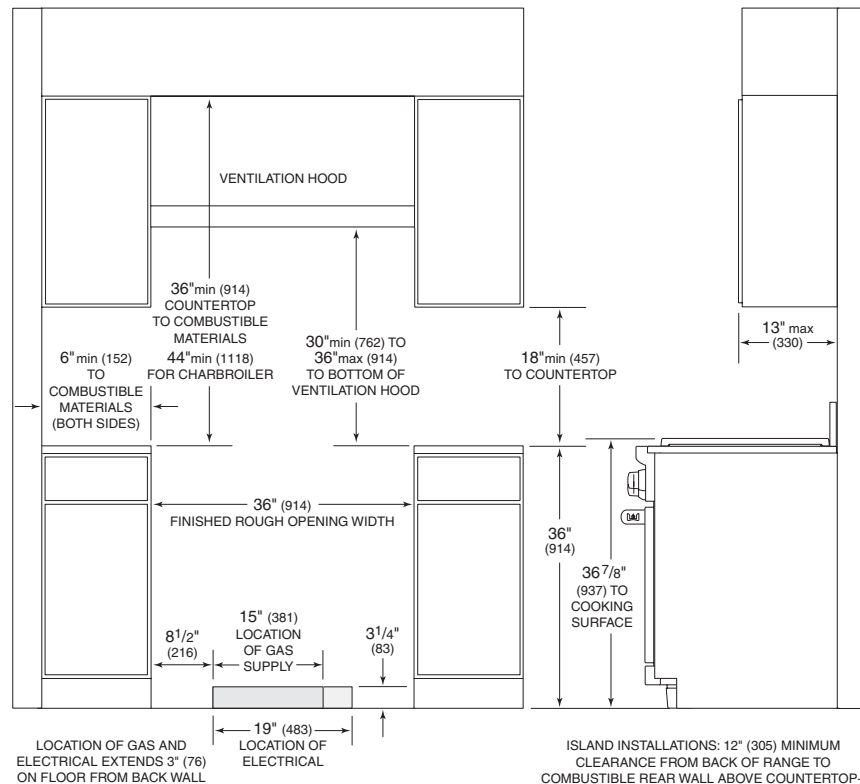 VENTILATION HOOD
36" min (914)
COUNTERTOP
TO COMBUSTIBLE
MATERIALS
44" min (1118)
FOR CHARBROILER
30" min (762) TO
36" max (914)
TO BOTTOM OF
VENTILATION HOOD
6" min (152)
TO
COMBUSTIBLE
MATERIALS
(BOTH SIDES)
18" min (457)
TO COUNTERTOP
13" max
(330)
36" (914)
FINISHED ROUGH OPENING WIDTH
36"
(914)
36 7/8"
(937) TO
COOKING
SURFACE
8 1/2"
(216)
15" (381)
LOCATION
OF GAS
SUPPLY
3 1/4"
(83)
19" (483)
LOCATION OF
ELECTRICAL
LOCATION OF GAS AND
ELECTRICAL EXTENDS 3" (76)
ON FLOOR FROM BACK WALL
ISLAND INSTALLATIONS: 12" (305) MINIMUM
CLEARANCE FROM BACK OF RANGE TO
COMBUSTIBLE REAR WALL ABOVE COUNTERTOP-